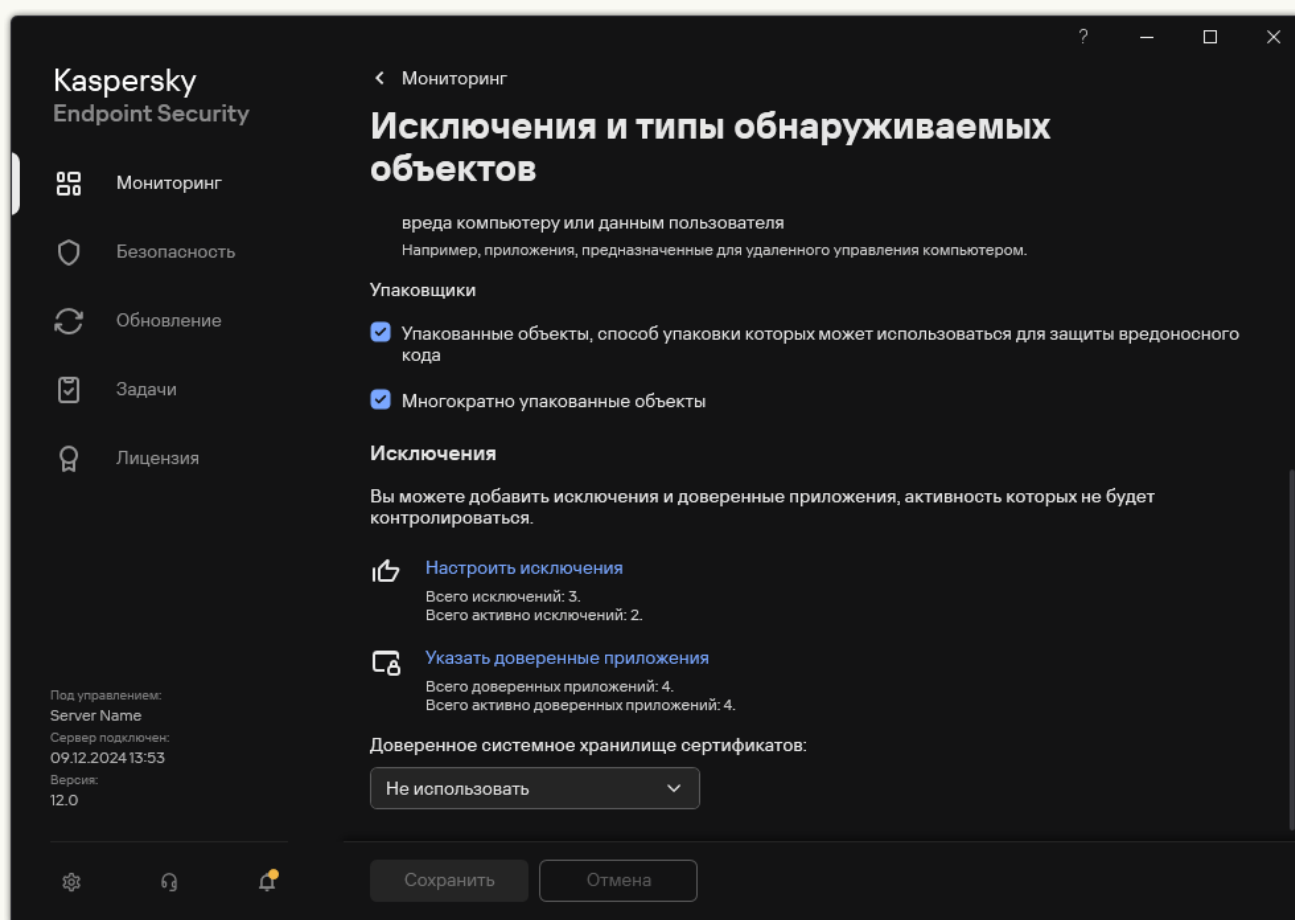 ?
Kaspersky
Endpoint Security
Мониторинг
Безопасность
Обновление
Задачи
Лицензия
Под управлением:
Server Name
Сервер подключен:
09.12.2024 13:53
Версия:
12.0
Мониторинг
Исключения и типы обнаруживаемых
объектов
вреда компьютеру или данным пользователя
Например, приложения, предназначенные для удаленного управления компьютером.
Упаковщики
Упакованные объекты, способ упаковки которых может использоваться для защиты вредоносного
кода
Многократно упакованные объекты
Исключения
Вы можете добавить исключения и доверенные приложения, активность которых не будет
контролироваться.
Настроить исключения
Всего исключений: 3.
Всего активно исключений: 2.
Указать доверенные приложения
Всего доверенных приложений: 4.
Всего активно доверенных приложений: 4.
Доверенное системное хранилище сертификатов:
Не использовать
Сохранить
Отмена